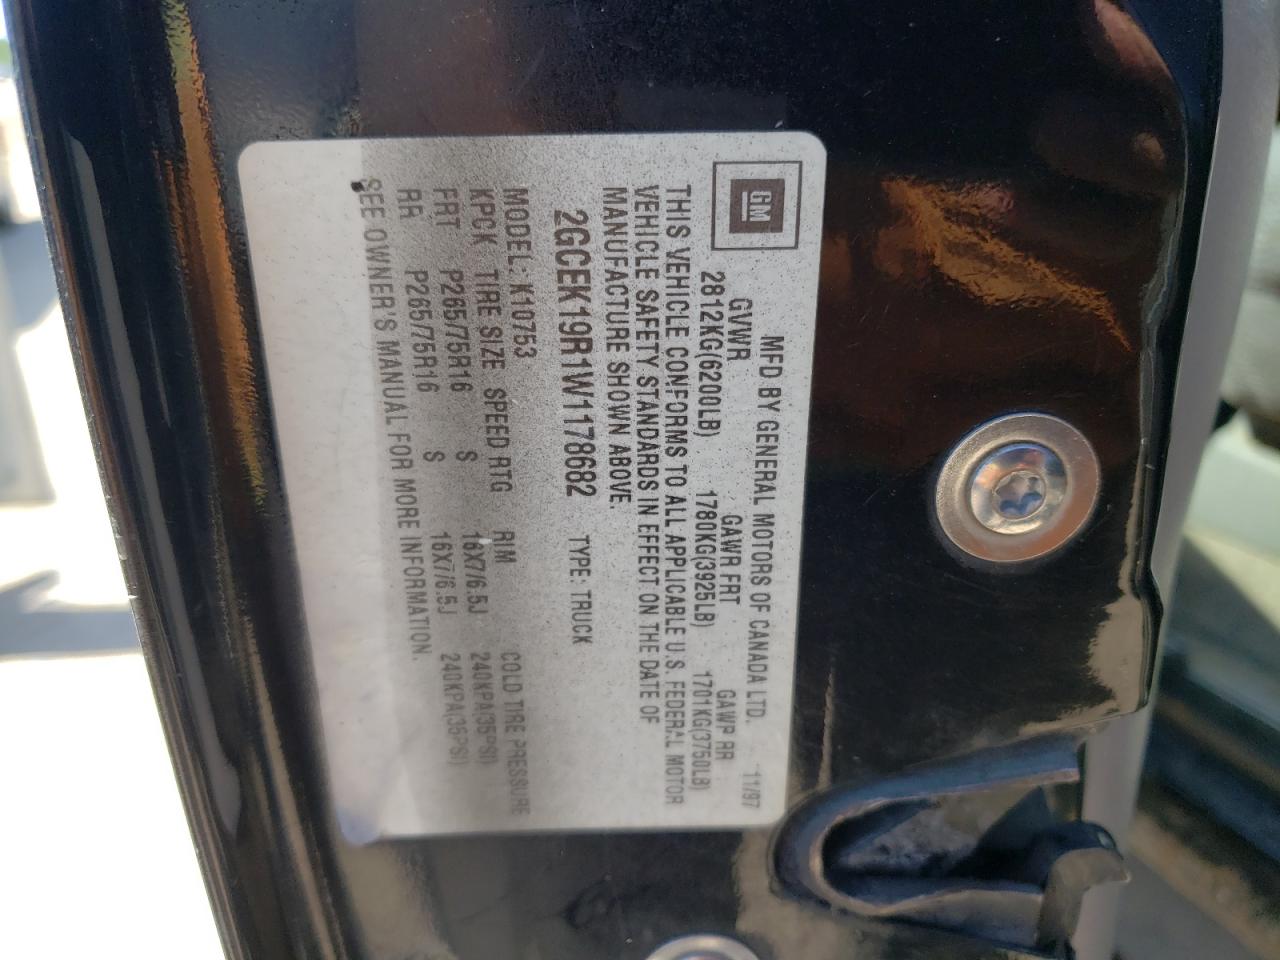 GM
MFD BY GENERAL MOTORS OF CANADA LTD. 11/97
GVWR GAWR FRT GAWR RR
2812KG(6200LB) 1780KG(3925LB) 1701KG(3750LB)
THIS VEHICLE CONFORMS TO ALL APPLICABLE U.S. FEDERAL MOTOR
VEHICLE SAFETY STANDARDS IN EFFECT ON THE DATE OF
MANUFACTURE SHOWN ABOVE.
2GCEK19R1W1178682 TYPE: TRUCK
MODEL: K10753
KPCK TIRE SIZE SPEED RTG RIM COLD TIRE PRESSURE
FRT P265/75R16 S 16X7/6.5J 240KPA(35PSI)
RR P265/75R16 S 16X7/6.5J 240KPA(35PSI)
SEE OWNER'S MANUAL FOR MORE INFORMATION.